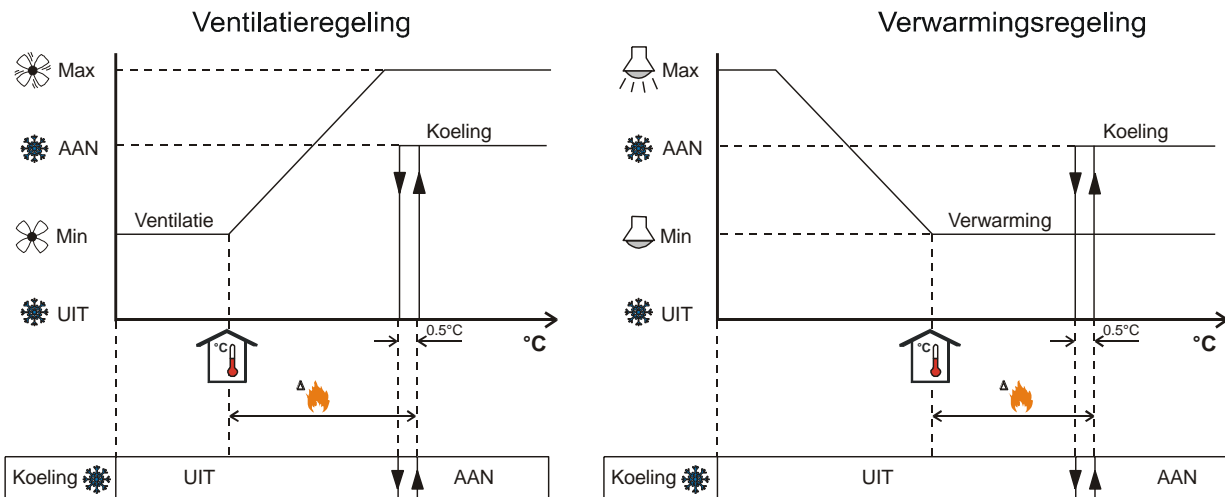 Ventilatieregeling
Max
AAN
Koeling
Ventilatie
Min
UIT
0.5°C
°C
°C
Δ
Koeling
UIT
AAN
Verwarmingsregeling
Max
AAN
Koeling
Verwarming
Min
UIT
0.5°C
°C
°C
Δ
Koeling
UIT
AAN